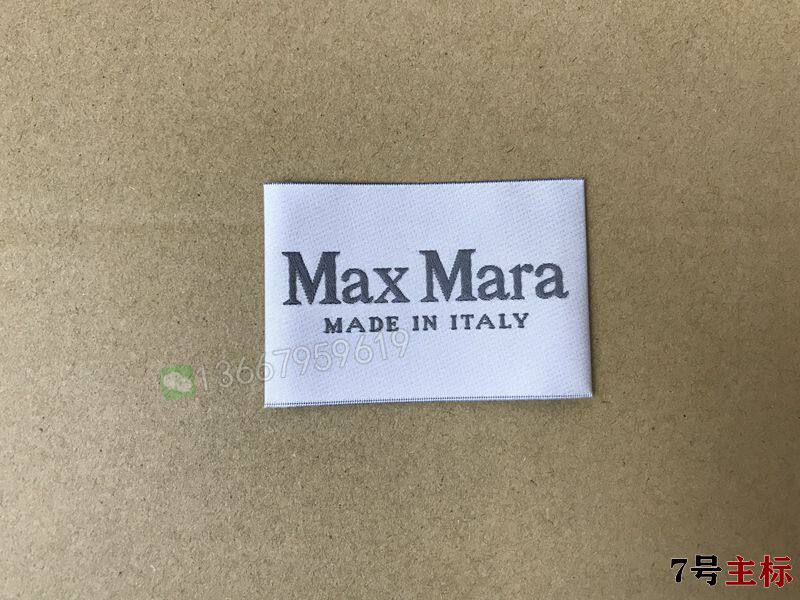 Max Mara
MADE IN ITALY
13667959619
7号主标